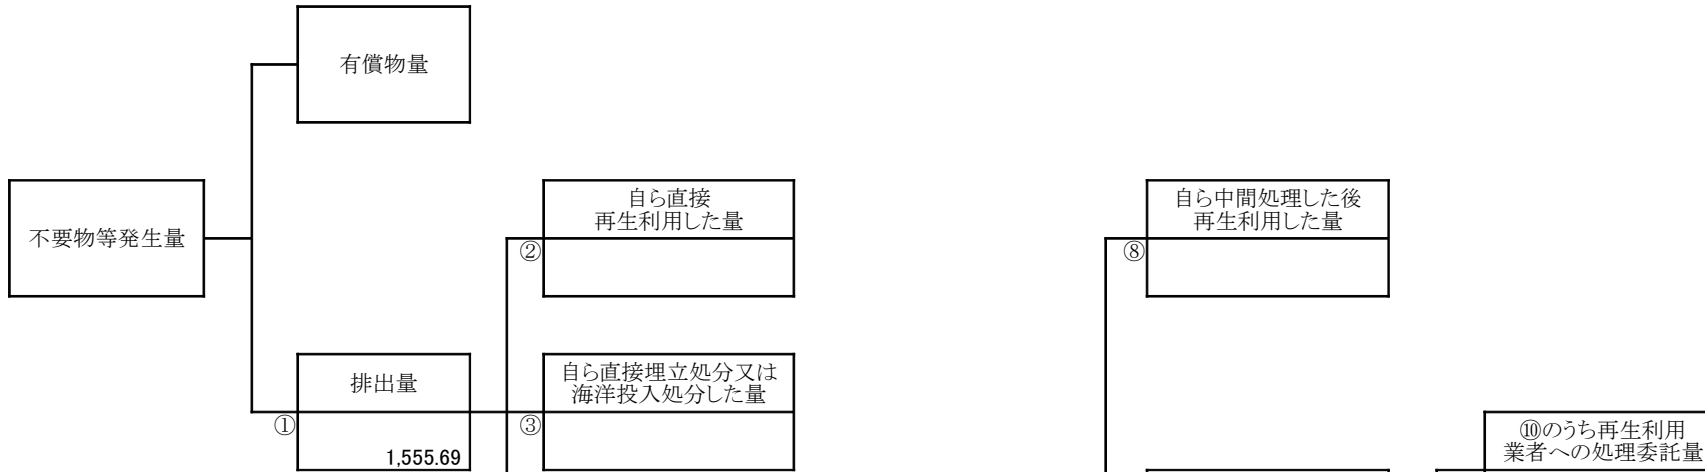 有償物量
不要物等発生量
自ら直接
再生利用した量
②
自ら中間処理した後
再生利用した量
⑧
排出量
①
1,555.69
自ら直接埋立処分又は
海洋投入処分した量
③
⑩のうち再生利用
業者への処理委託量